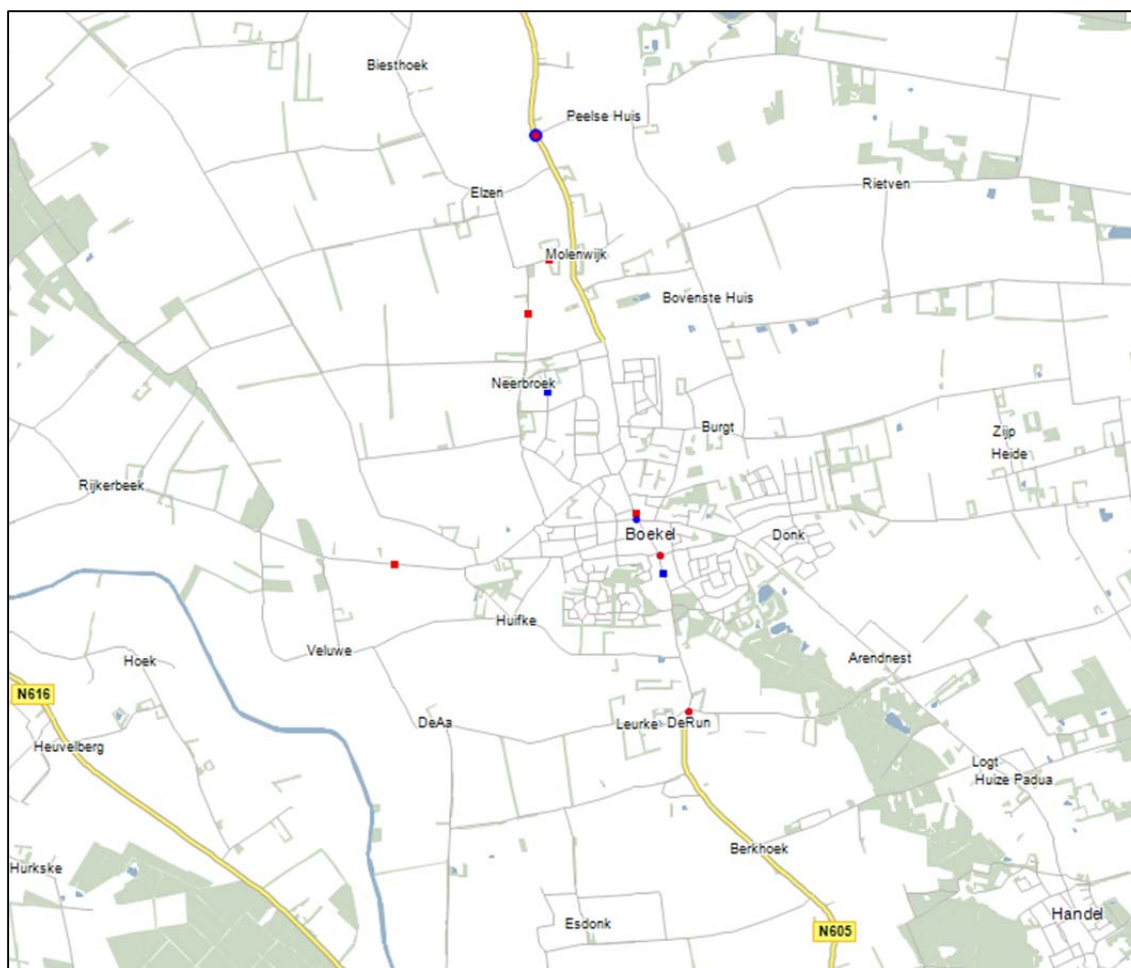 Biesthoek
Peelse Huis
Rietven
Elzen
Molenwijk
Bovenste Huis
Neerbroek
Burgt
Zijp
Heide
Rijkerbeek
Boekel
Donk
Huifke
Veluwe
Hoek
Arendnest
N616
DeAa
Leurke
DeRun
Heuvelberg
Logt
Huize Padua
Berkhoek
Hurkske
Handel
Esdonk
N605